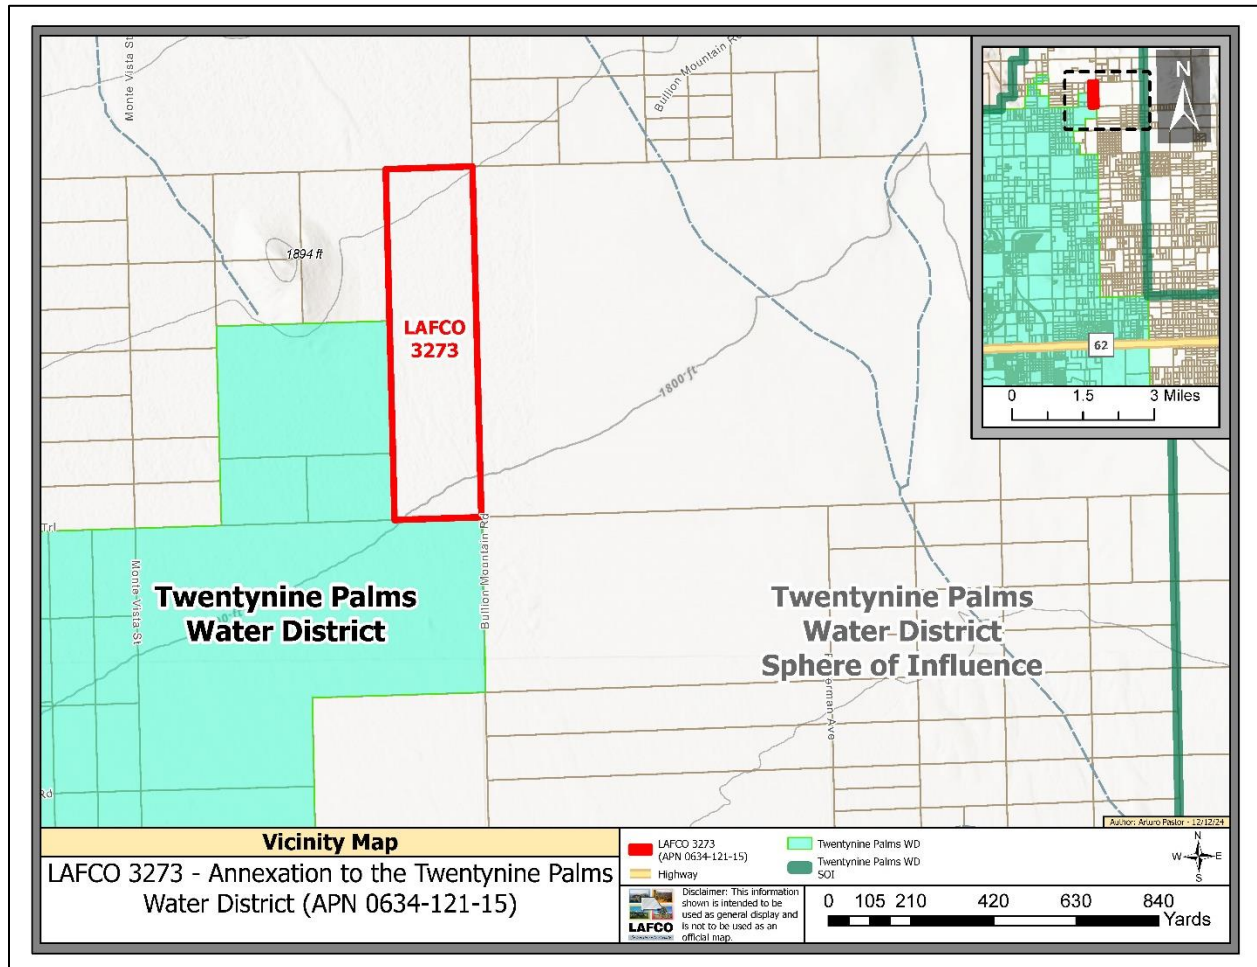 Monte Vista St
Bullion Mountain Rd
N
62
0 1.5 3 Miles
1894 ft
LAFCO
3273
1800 ft
Trl
Monte Vista St
Bullion Mountain Rd
Twentynine Palms
Water District
Twentynine Palms
Water District
Sphere of Influence
Rd
Author: Arturo Pastor - 12/12/24
Vicinity Map
LAFCO 3273 - Annexation to the Twentynine Palms
Water District (APN 0634-121-15)
LAFCO 3273
(APN 0634-121-15)
Highway
Twentynine Palms WD
Twentynine Palms WD
SOI
N
W E
S
LAFCO
Disclaimer: This information
shown is intended to be
used as general display and
is not to be used as an
official map.
0 105 210 420 630 840
Yards